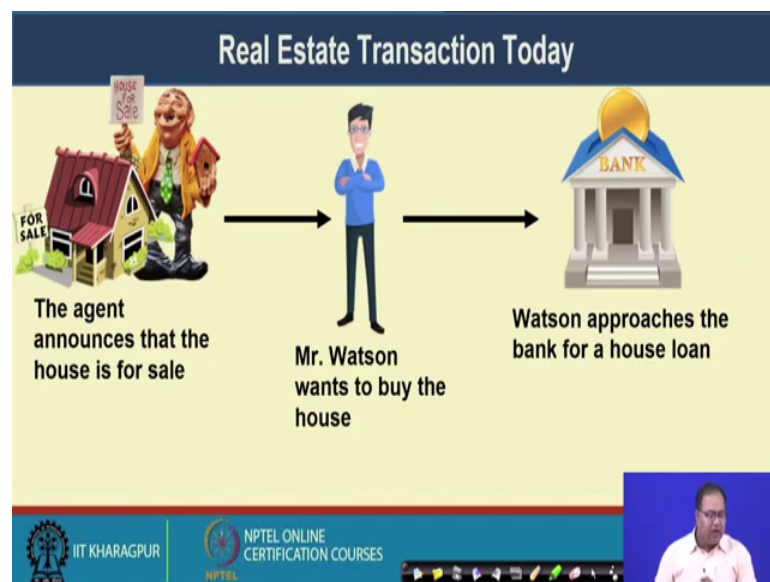 Real Estate Transaction Today
HOUSE
FOR
Sale
FOR
SALE
BANK
The agent
announces that the
house is for sale
Mr. Watson
wants to buy the
house
Watson approaches the
bank for a house loan
IIT KHARAGPUR
NPTEL
NPTEL ONLINE
CERTIFICATION COURSES